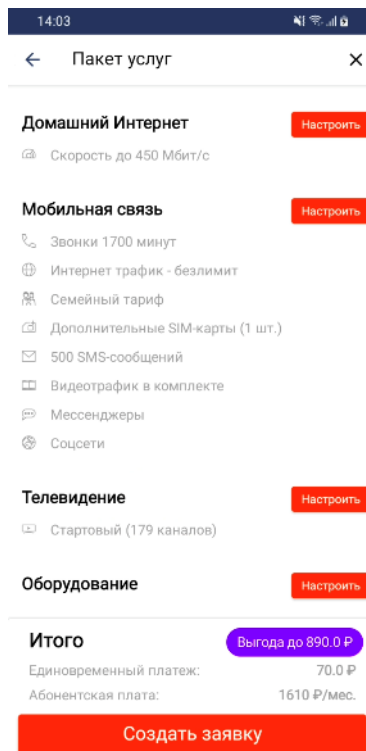 14:03
Пакет услуг
Домашний Интернет
Настроить
Скорость до 450 Мбит/с
Мобильная связь
Настроить
Звонки 1700 минут
Интернет трафик - безлимит
Семейный тариф
Дополнительные SIM-карты (1 шт.)
500 SMS-сообщений
Видеотрафик в комплекте
Мессенджеры
Соцсети
Телевидение
Настроить
Стартовый (179 каналов)
Оборудование
Настроить
Итого
Выгода до 890.0 ₽
Единовременный платеж: 70.0 ₽
Абонентская плата: 1610 ₽/мес.
Создать заявку